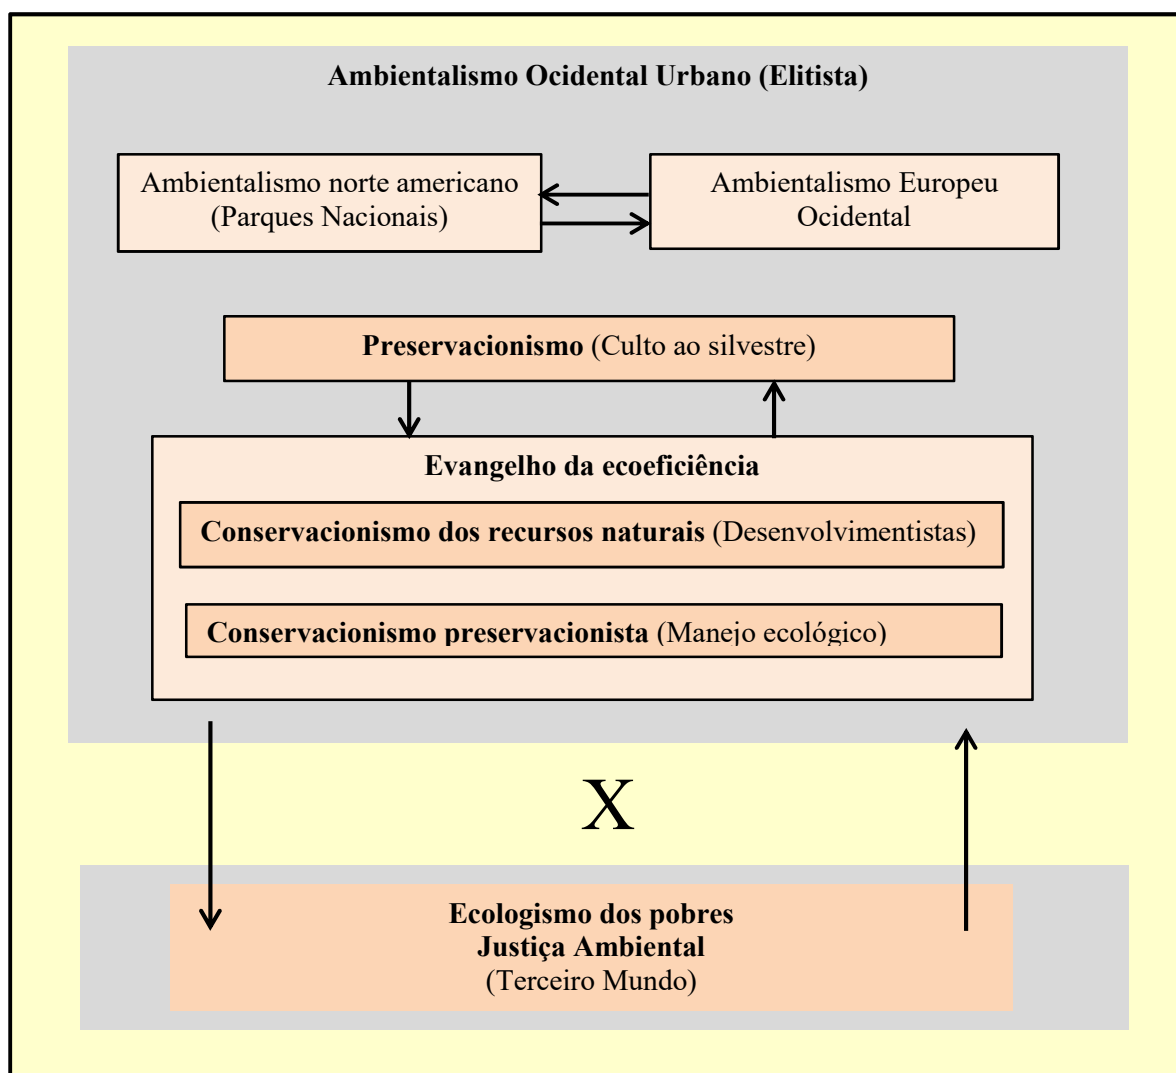 Ambientalismo Ocidental Urbano (Elitista)
Ambientalismo norte americano
(Parques Nacionais)
Ambientalismo Europeu
Ocidental
Preservacionismo (Culto ao silvestre)
Evangelho da ecoeficiência
Conservacionismo dos recursos naturais (Desenvolvimentistas)
Conservacionismo preservacionista (Manejo ecológico)
X
Ecologismo dos pobres
Justiça Ambiental
(Terceiro Mundo)